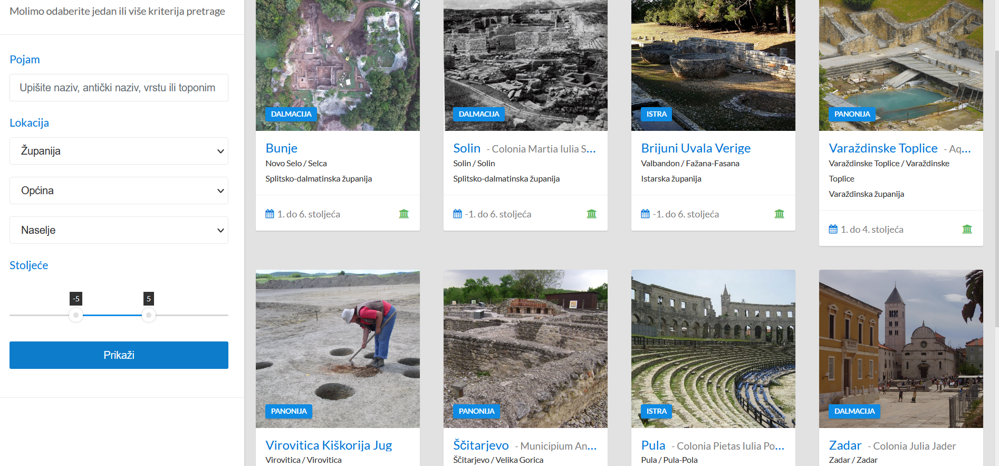 Molimo odaberite jedan ili više kriterija pretrage
Pojam
Upišite naziv, antički naziv, vrstu ili toponim
Lokacija
Županija
Općina
Naselje
Stoljeće
-5
5
Prikaži
DALMACIJA
Bunje
Novo Selo / Selca
Splitsko-dalmatinska županija
1. do 6. stoljeća
DALMACIJA
Solin - Colonia Martia Iulia S...
Solin / Solin
Splitsko-dalmatinska županija
-1. do 6. stoljeća
ISTRA
Brijuni Uvala Verige
Valbandon / Fažana-Fasana
Istarska županija
-1. do 6. stoljeća
PANONIJA
Varaždinske Toplice - Aq...
Varaždinske Toplice / Varaždinske
Toplice
Varaždinska županija
1. do 4. stoljeća
PANONIJA
Virovitica Kiškorija Jug
Virovitica / Virovitica
PANONIJA
Ščitarjevo - Municipium An...
Ščitarjevo / Velika Gorica
ISTRA
Pula - Colonia Pietas Iulia Po...
Pula / Pula-Pola
DALMACIJA
Zadar - Colonia Julia Jader
Zadar / Zadar